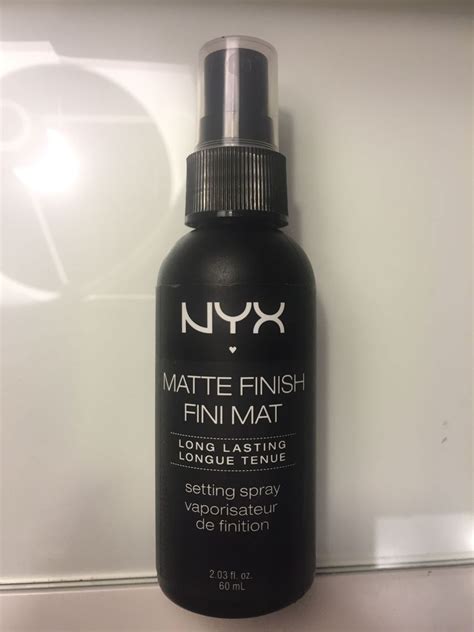 NYX
MATTE FINISH
FINI MAT
LONG LASTING
LONGUE TENUE
setting spray
vaporisateur
de finition
2.03 fl. oz.
60 mL